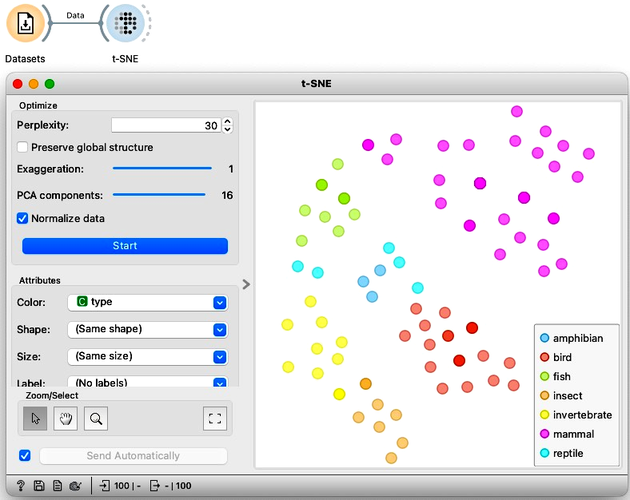 Data
Datasets
t-SNE
t-SNE
Optimize
Perplexity: 30
Preserve global structure
Exaggeration: 1
PCA components: 16
Normalize data
Start
Attributes
Color: C type
Shape: (Same shape)
Size: (Same size)
Label: (No labels)
Zoom/Select
Send Automatically
? 100 | - - | 100
amphibian
bird
fish
insect
invertebrate
mammal
reptile